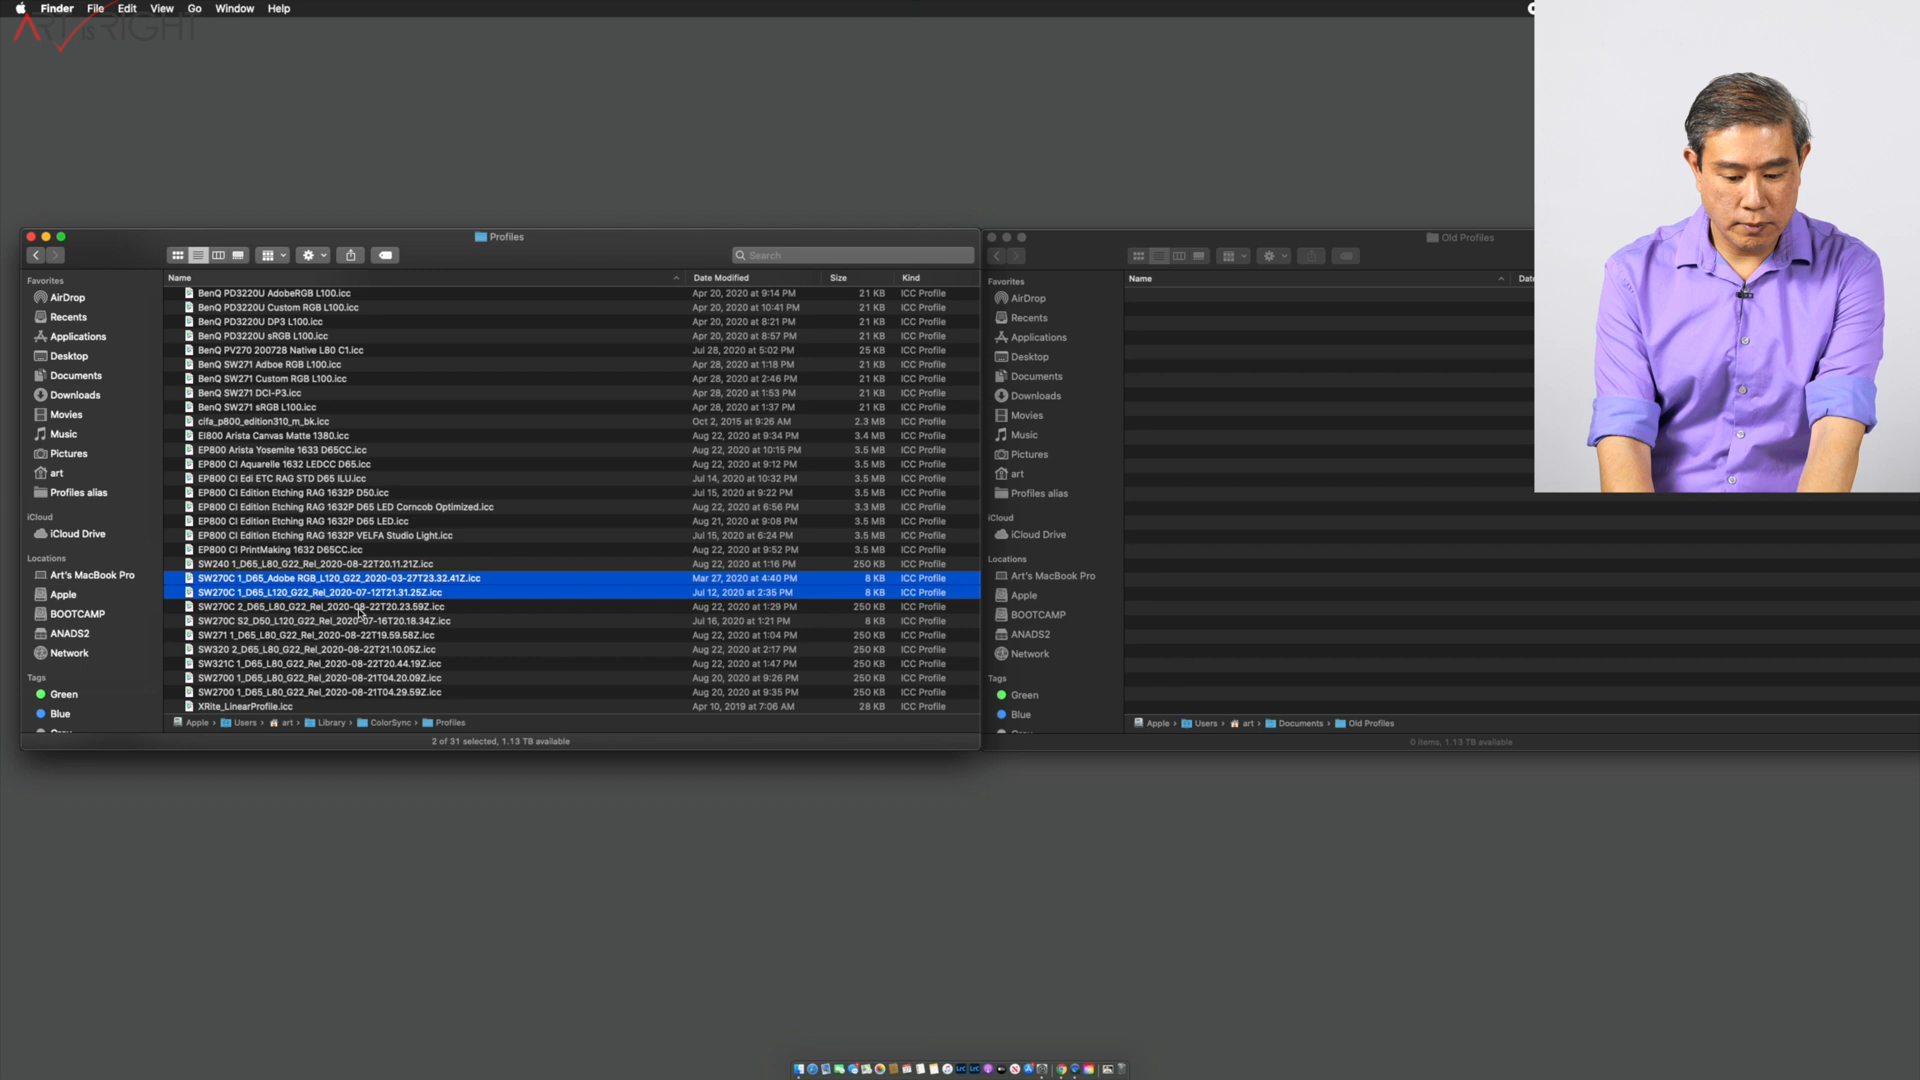 Finder File Edit View Go Window Help
ART IS RIGHT
Profiles
Search
Favorites
AirDrop
Recents
Applications
Desktop
Documents
Downloads
Movies
Music
Pictures
art
Profiles alias
iCloud
iCloud Drive
Locations
Art's MacBook Pro
Apple
BOOTCAMP
ANADS2
Network
Tags
Green
Blue
Name Date Modified Size Kind
BenQ PD3220U AdobeRGB L100.icc Apr 20, 2020 at 9:14 PM 21 KB ICC Profile
BenQ PD3220U Custom RGB L100.icc Apr 20, 2020 at 10:41 PM 21 KB ICC Profile
BenQ PD3220U DP3 L100.icc Apr 20, 2020 at 8:21 PM 21 KB ICC Profile
BenQ PD3220U sRGB L100.icc Apr 20, 2020 at 8:57 PM 21 KB ICC Profile
BenQ PV270 200728 Native L80 C1.icc Jul 28, 2020 at 5:02 PM 25 KB ICC Profile
BenQ SW271 Adboe RGB L100.icc Apr 28, 2020 at 1:18 PM 21 KB ICC Profile
BenQ SW271 Custom RGB L100.icc Apr 28, 2020 at 2:46 PM 21 KB ICC Profile
BenQ SW271 DCI-P3.icc Apr 28, 2020 at 1:53 PM 21 KB ICC Profile
BenQ SW271 sRGB L100.icc Apr 28, 2020 at 1:37 PM 21 KB ICC Profile
cifa_p800_edition310_m_bk.icc Oct 2, 2015 at 9:26 AM 2.3 MB ICC Profile
EI800 Arista Canvas Matte 1380.icc Aug 22, 2020 at 9:34 PM 3.4 MB ICC Profile
EP800 Arista Yosemite 1633 D65CC.icc Aug 22, 2020 at 10:15 PM 3.5 MB ICC Profile
EP800 CI Aquarelle 1632 LEDCC D65.icc Aug 22, 2020 at 9:12 PM 3.5 MB ICC Profile
EP800 CI Edi ETC RAG STD D65 ILU.icc Jul 14, 2020 at 10:32 PM 3.5 MB ICC Profile
EP800 CI Edition Etching RAG 1632P D50.icc Jul 15, 2020 at 9:22 PM 3.5 MB ICC Profile
EP800 CI Edition Etching RAG 1632P D65 LED Corncob Optimized.icc Aug 22, 2020 at 6:56 PM 3.3 MB ICC Profile
EP800 CI Edition Etching RAG 1632P D65 LED.icc Aug 21, 2020 at 9:08 PM 3.5 MB ICC Profile
EP800 CI Edition Etching RAG 1632P VELFA Studio Light.icc Jul 15, 2020 at 6:24 PM 3.5 MB ICC Profile
EP800 CI PrintMaking 1632 D65CC.icc Aug 22, 2020 at 9:52 PM 3.5 MB ICC Profile
SW240 1_D65_L80_G22_Rel_2020-08-22T20.11.21Z.icc Aug 22, 2020 at 1:16 PM 250 KB ICC Profile
SW270C 1_D65_Adobe RGB_L120_G22_2020-03-27T23.32.41Z.icc Mar 27, 2020 at 4:40 PM 8 KB ICC Profile
SW270C 1_D65_L120_G22_Rel_2020-07-12T21.31.25Z.icc Jul 12, 2020 at 2:35 PM 8 KB ICC Profile
SW270C 2_D65_L80_G22_Rel_2020-08-22T20.23.59Z.icc Aug 22, 2020 at 1:29 PM 250 KB ICC Profile
SW270C S2_D50_L120_G22_Rel_2020-07-16T20.18.34Z.icc Jul 16, 2020 at 1:21 PM 8 KB ICC Profile
SW271 1_D65_L80_G22_Rel_2020-08-22T19.59.58Z.icc Aug 22, 2020 at 1:04 PM 250 KB ICC Profile
SW320 2_D65_L80_G22_Rel_2020-08-22T21.10.05Z.icc Aug 22, 2020 at 2:17 PM 250 KB ICC Profile
SW321C 1_D65_L80_G22_Rel_2020-08-22T20.44.19Z.icc Aug 22, 2020 at 1:47 PM 250 KB ICC Profile
SW2700 1_D65_L80_G22_Rel_2020-08-21T04.20.09Z.icc Aug 20, 2020 at 9:26 PM 250 KB ICC Profile
SW2700 1_D65_L80_G22_Rel_2020-08-21T04.29.59Z.icc Aug 20, 2020 at 9:35 PM 250 KB ICC Profile
XRite_LinearProfile.icc Apr 10, 2019 at 7:06 AM 28 KB ICC Profile
Apple › Users › art › Library › ColorSync › Profiles
2 of 31 selected, 1.13 TB available
Old Profiles
Favorites
AirDrop
Recents
Applications
Desktop
Documents
Downloads
Movies
Music
Pictures
art
Profiles alias
iCloud
iCloud Drive
Locations
Art's MacBook Pro
Apple
BOOTCAMP
ANADS2
Network
Tags
Green
Blue
Name
Apple › Users › art › Documents › Old Profiles
0 items, 1.13 TB available